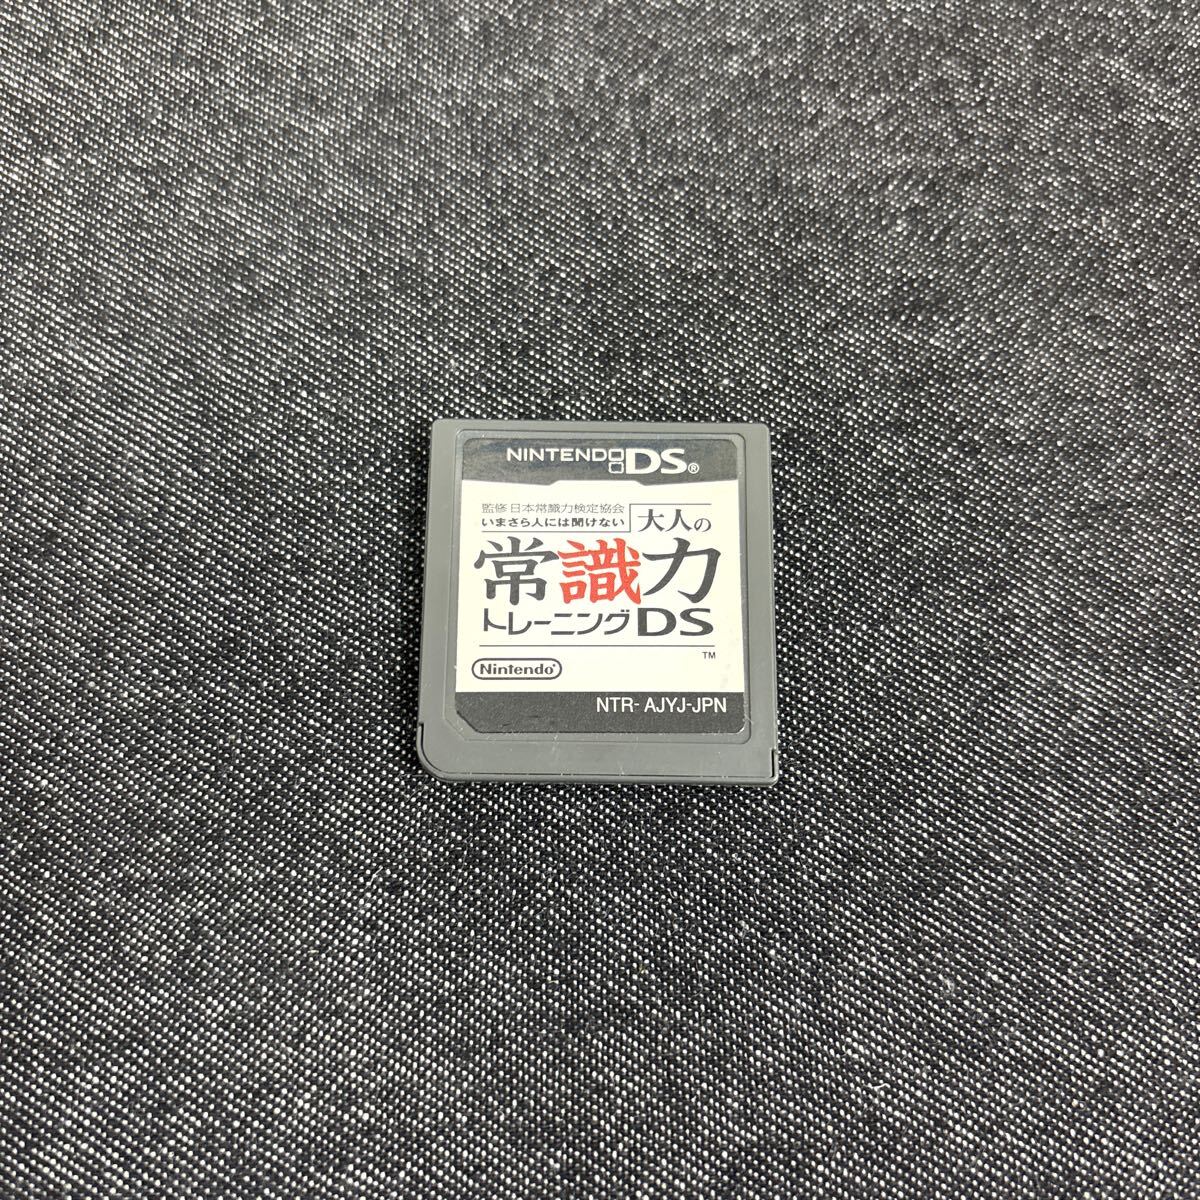 NINTENDO DS®
監修 日本常識力検定協会
いまさら人には聞けない
大人の
常識力
トレーニングDS
TM
Nintendo®
NTR- AJYJ-JPN